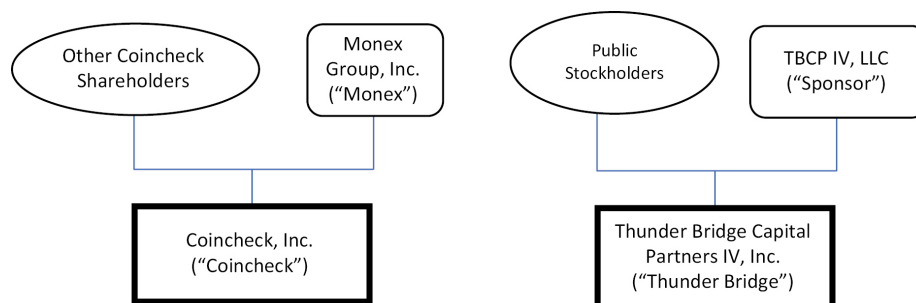 Other Coincheck
Shareholders
Monex
Group, Inc.
(“Monex”)
Public
Stockholders
TBCP IV, LLC
(“Sponsor”)
Coincheck, Inc.
(“Coincheck”)
Thunder Bridge Capital
Partners IV, Inc.
(“Thunder Bridge”)